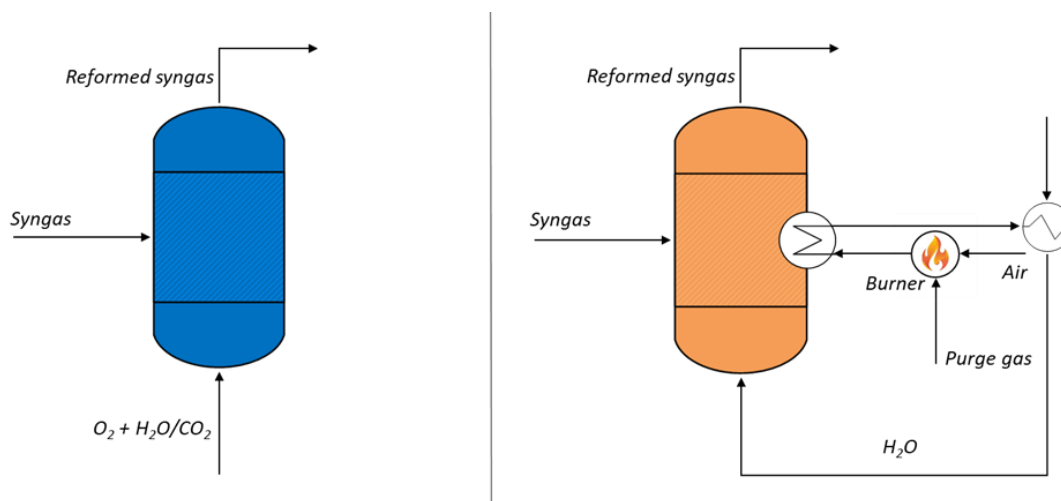 Reformed syngas
Syngas
O₂ + H₂O/CO₂
Reformed syngas
Syngas
Burner
Air
Purge gas
H₂O